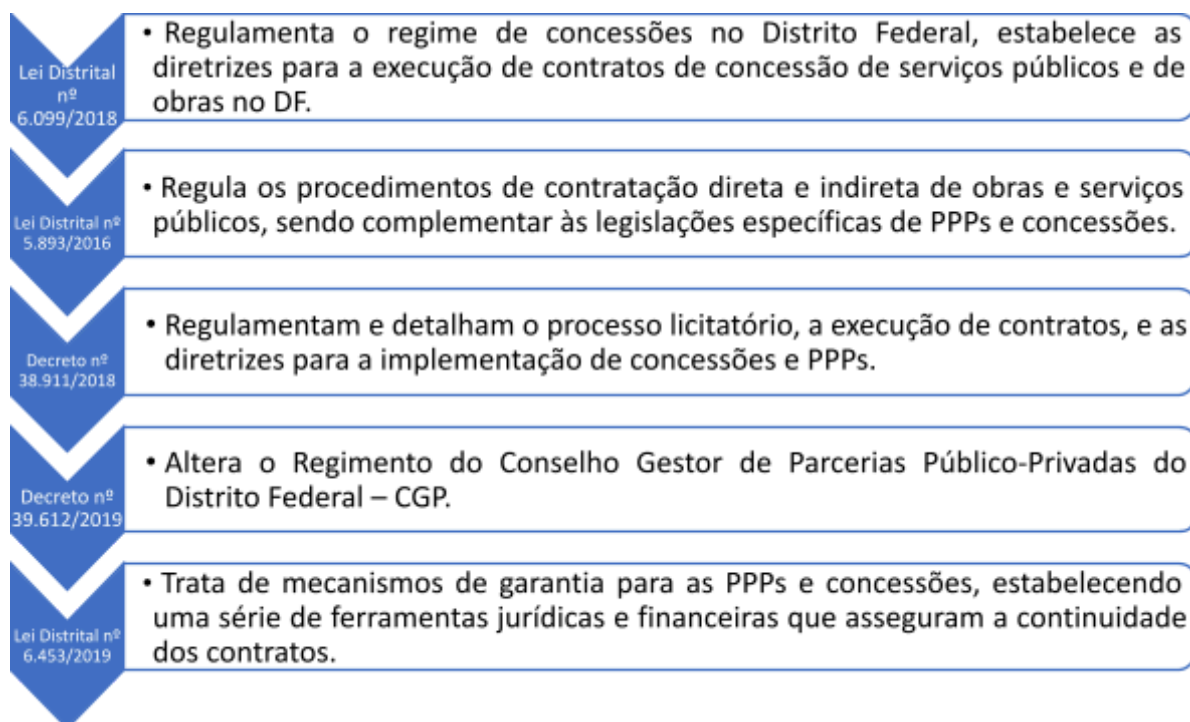 Lei Distrital
nº
6.099/2018
• Regulamenta o regime de concessões no Distrito Federal, estabelece as
diretrizes para a execução de contratos de concessão de serviços públicos e de
obras no DF.
Lei Distrital nº
5.893/2016
• Regula os procedimentos de contratação direta e indireta de obras e serviços
públicos, sendo complementar às legislações específicas de PPPs e concessões.
Decreto nº
38.911/2018
• Regulamentam e detalham o processo licitatório, a execução de contratos, e as
diretrizes para a implementação de concessões e PPPs.
Decreto nº
39.612/2019
• Altera o Regimento do Conselho Gestor de Parcerias Público-Privadas do
Distrito Federal – CGP.
Lei Distrital nº
6.453/2019
• Trata de mecanismos de garantia para as PPPs e concessões, estabelecendo
uma série de ferramentas jurídicas e financeiras que asseguram a continuidade
dos contratos.